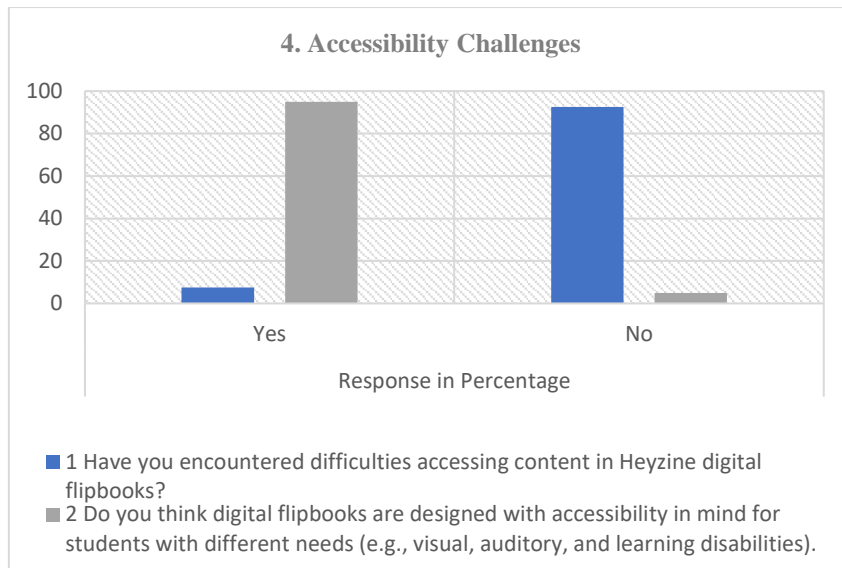 4. Accessibility Challenges
100
80
60
40
20
0
Yes
No
Response in Percentage
1 Have you encountered difficulties accessing content in Heyzine digital
flipbooks?
2 Do you think digital flipbooks are designed with accessibility in mind for
students with different needs (e.g., visual, auditory, and learning disabilities).